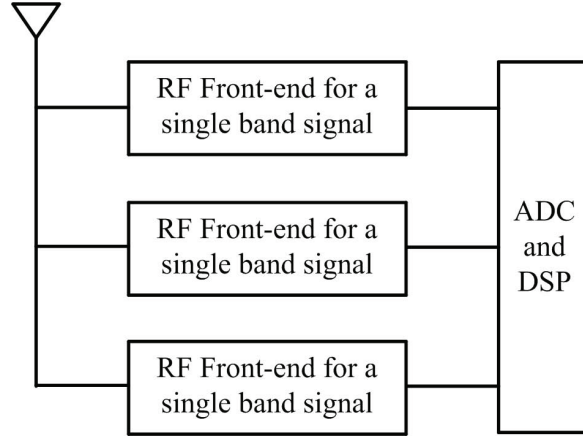 RF Front-end for a
single band signal
RF Front-end for a
single band signal
RF Front-end for a
single band signal
ADC
and
DSP